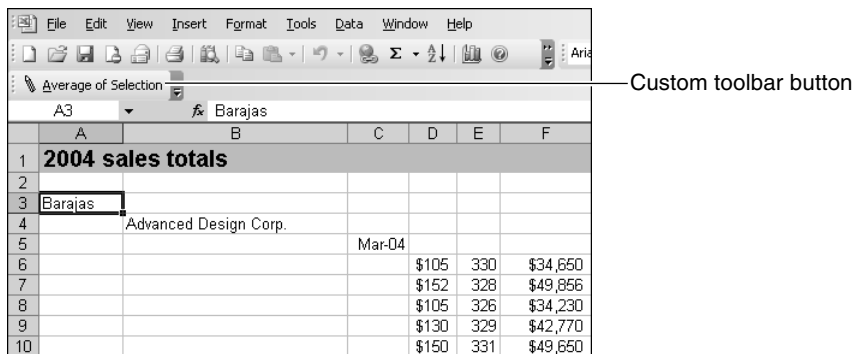 File Edit View Insert Format Tools Data Window Help
Σ Aria
Average of Selection
Custom toolbar button
A3 fx Barajas
A B C D E F
1 2004 sales totals
2
3 Barajas
4 Advanced Design Corp.
5 Mar-04
6 $105 330 $34,650
7 $152 328 $49,856
8 $105 326 $34,230
9 $130 329 $42,770
10 $150 331 $49,650